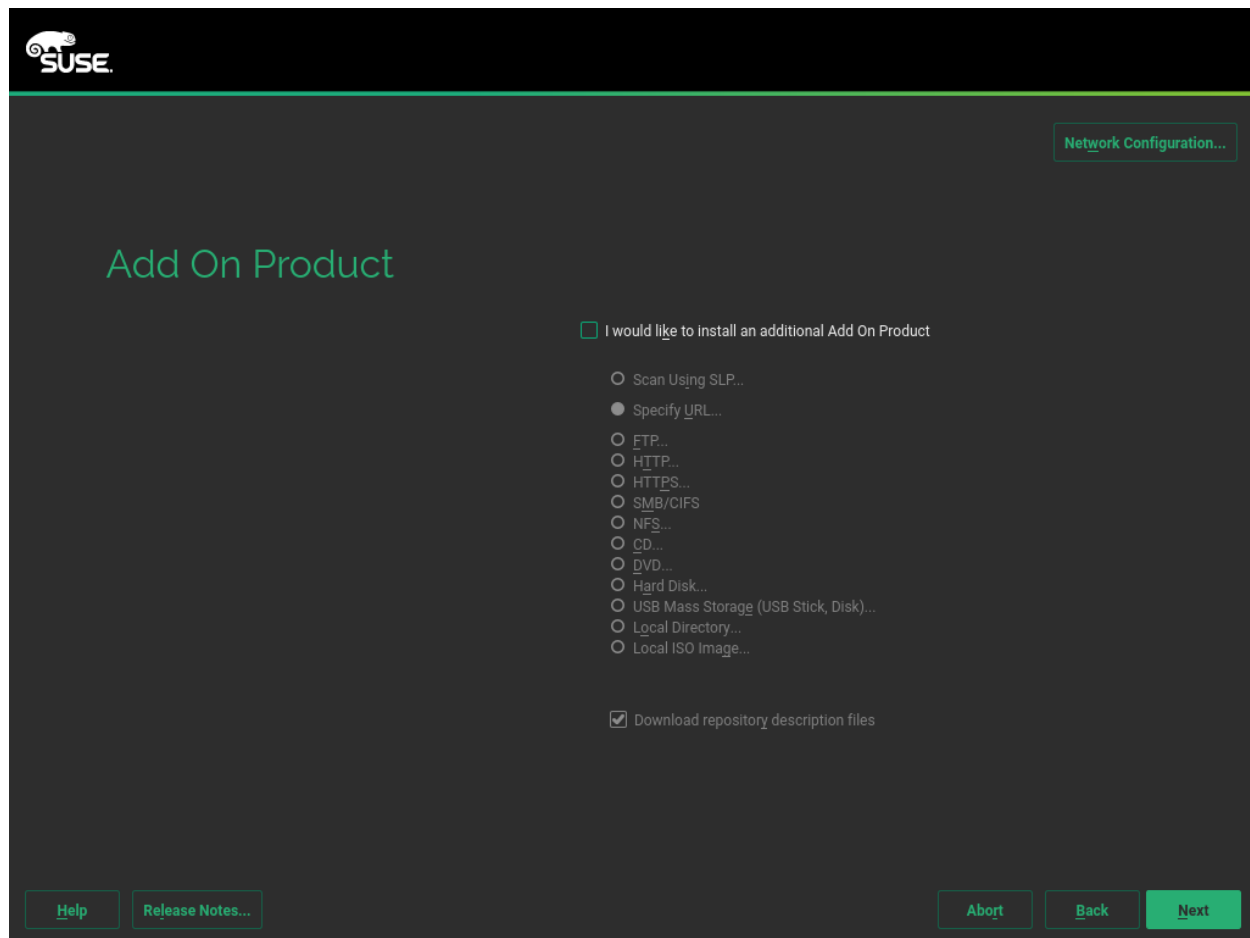 SUSE.
Network Configuration...
Add On Product
I would like to install an additional Add On Product
Scan Using SLP...
Specify URL...
FTP...
HTTP...
HTTPS...
SMB/CIFS
NFS...
CD...
DVD...
Hard Disk...
USB Mass Storage (USB Stick, Disk)...
Local Directory...
Local ISO Image...
Download repository description files
Help Release Notes... Abort Back Next